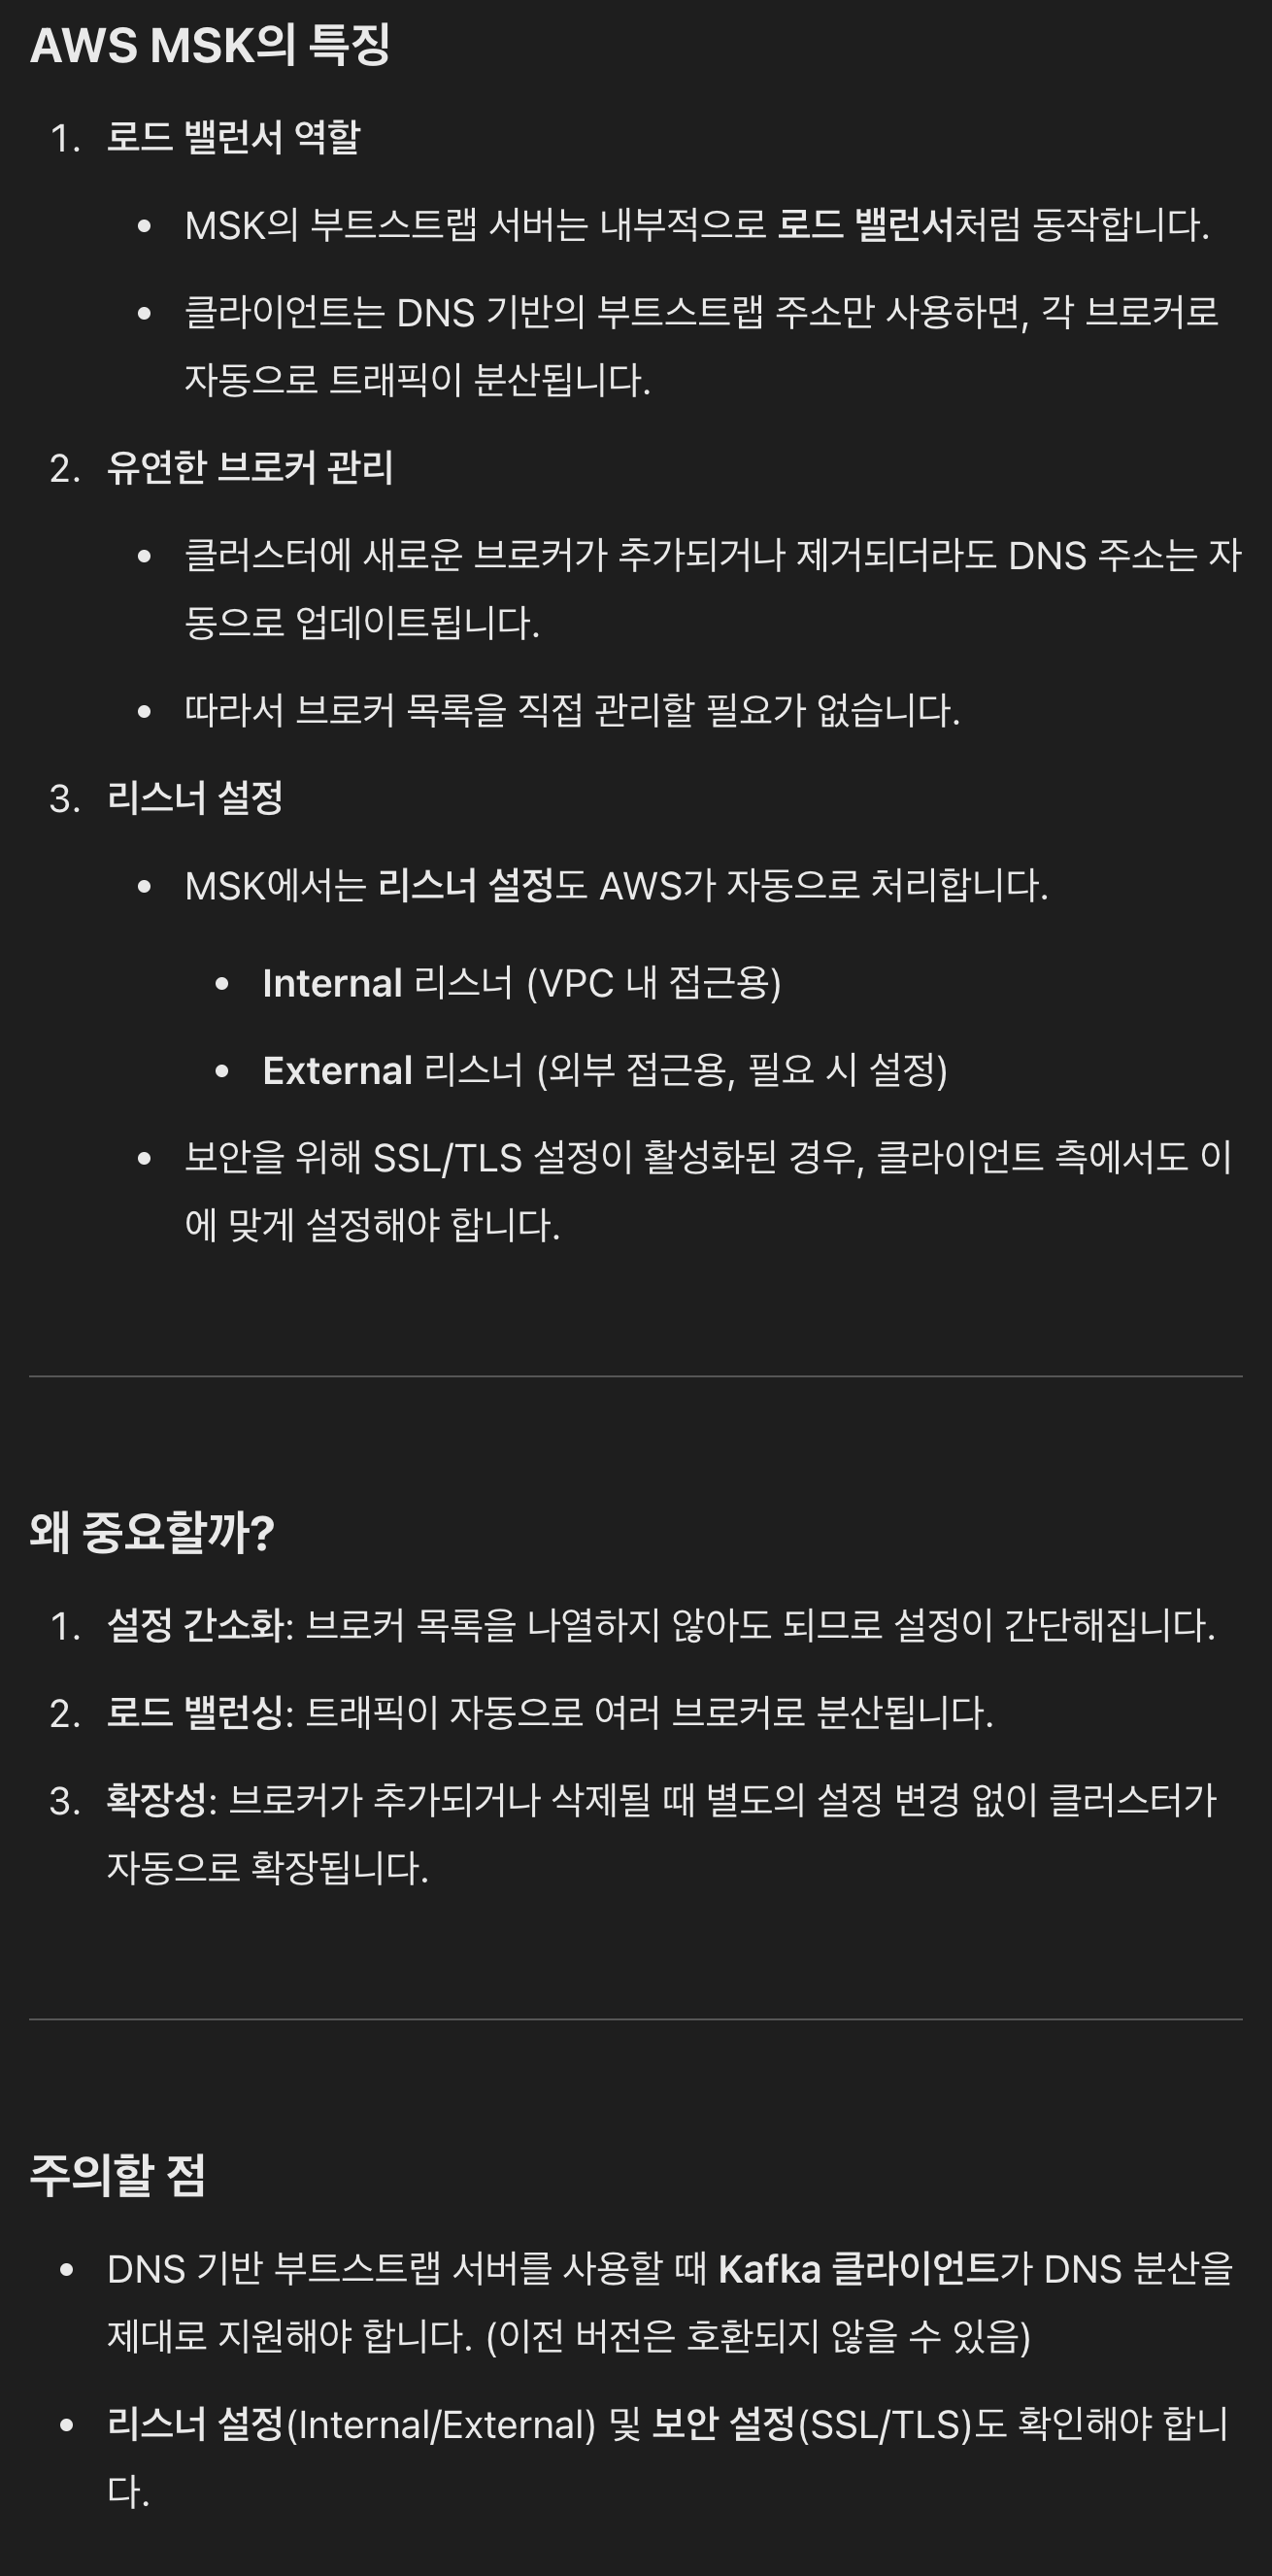 AWS MSK의 특징
1. 로드 밸런서 역할
• MSK의 부트스트랩 서버는 내부적으로 로드 밸런서처럼 동작합니다.
• 클라이언트는 DNS 기반의 부트스트랩 주소만 사용하면, 각 브로커로
자동으로 트래픽이 분산됩니다.
2. 유연한 브로커 관리
• 클러스터에 새로운 브로커가 추가되거나 제거되더라도 DNS 주소는 자
동으로 업데이트됩니다.
• 따라서 브로커 목록을 직접 관리할 필요가 없습니다.
3. 리스너 설정
• MSK에서는 리스너 설정도 AWS가 자동으로 처리합니다.
• Internal 리스너 (VPC 내 접근용)
• External 리스너 (외부 접근용, 필요 시 설정)
• 보안을 위해 SSL/TLS 설정이 활성화된 경우, 클라이언트 측에서도 이
에 맞게 설정해야 합니다.
왜 중요할까?
1. 설정 간소화: 브로커 목록을 나열하지 않아도 되므로 설정이 간단해집니다.
2. 로드 밸런싱: 트래픽이 자동으로 여러 브로커로 분산됩니다.
3. 확장성: 브로커가 추가되거나 삭제될 때 별도의 설정 변경 없이 클러스터가
자동으로 확장됩니다.
주의할 점
• DNS 기반 부트스트랩 서버를 사용할 때 Kafka 클라이언트가 DNS 분산을
제대로 지원해야 합니다. (이전 버전은 호환되지 않을 수 있음)
• 리스너 설정(Internal/External) 및 보안 설정(SSL/TLS)도 확인해야 합니
다.